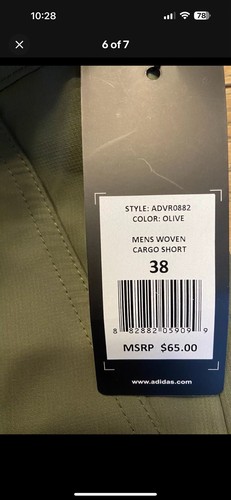 10:28
78
6 of 7
STYLE: ADVR0882
COLOR: OLIVE
MENS WOVEN
CARGO SHORT
38
8 82882 05909 9
MSRP $65.00
www.adidas.com